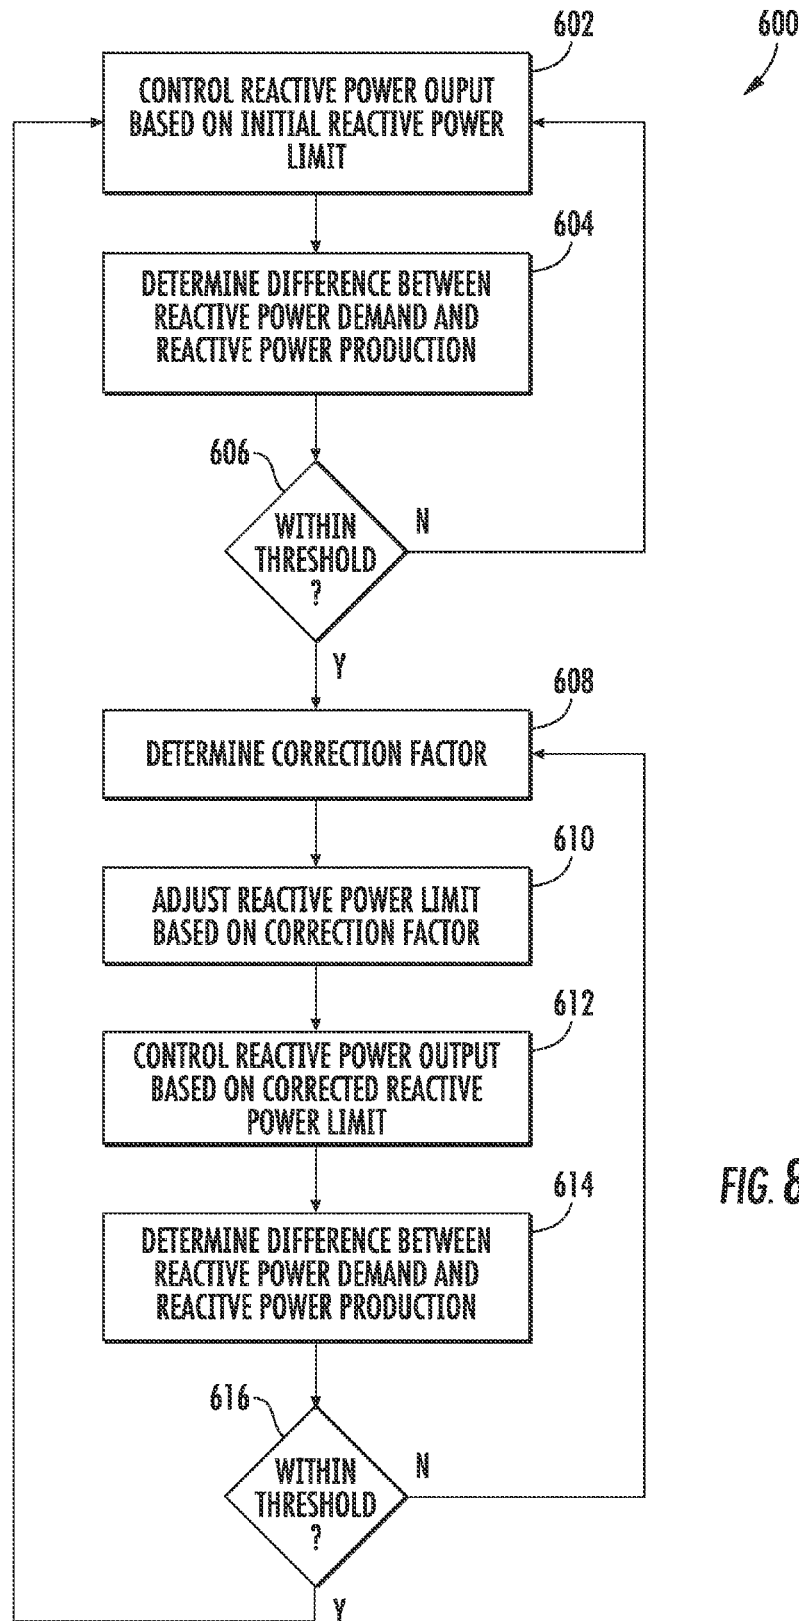 602
600
CONTROL REACTIVE POWER OUPUT
BASED ON INITIAL REACTIVE POWER
LIMIT
604
DETERMINE DIFFERENCE BETWEEN
REACTIVE POWER DEMAND AND
REACTIVE POWER PRODUCTION
606
WITHIN
THRESHOLD
?
N
Y
608
DETERMINE CORRECTION FACTOR
610
ADJUST REACTIVE POWER LIMIT
BASED ON CORRECTION FACTOR
612
CONTROL REACTIVE POWER OUTPUT
BASED ON CORRECTED REACTIVE
POWER LIMIT
614
DETERMINE DIFFERENCE BETWEEN
REACTIVE POWER DEMAND AND
REACITVE POWER PRODUCTION
FIG. 8
616
WITHIN
THRESHOLD
?
N
Y